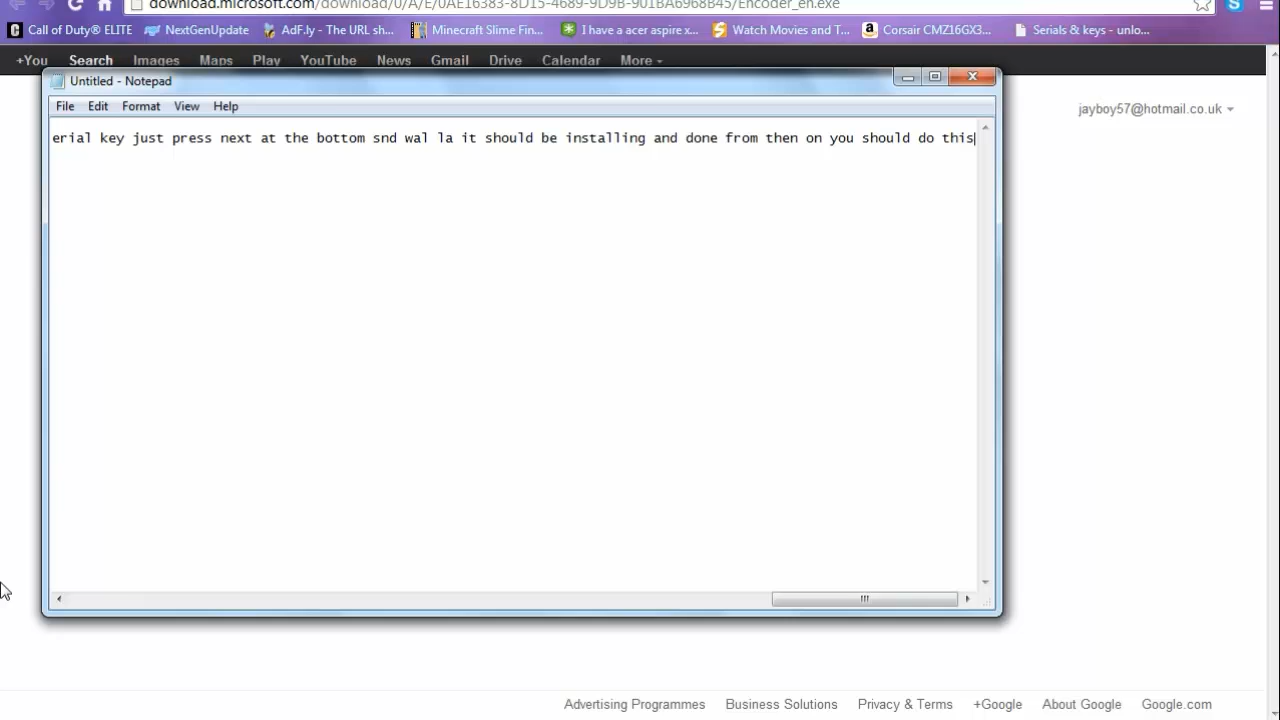 download.microsoft.com/download/0/A/E/0AE16383-8D15-4689-9D9B-901BA6968B45/Encoder_en.exe
Call of Duty® ELITE NextGenUpdate AdF.ly - The URL sh... Minecraft Slime Fin... I have a acer aspire x... Watch Movies and T... Corsair CMZ16GX3... Serials & keys - unlo...
+You Search Images Maps Play YouTube News Gmail Drive Calendar More
Untitled - Notepad
File Edit Format View Help
jayboy57@hotmail.co.uk
erial key just press next at the bottom snd wal la it should be installing and done from then on you should do this
Advertising Programmes Business Solutions Privacy & Terms +Google About Google Google.com